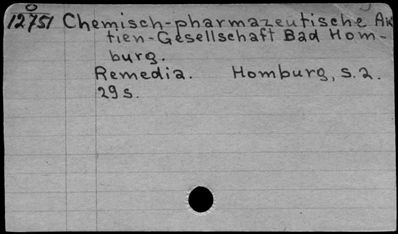 12751 Chemisch-pharmazeutische Ak
tien-Gesellschaft Bad Hom-
burg.
Remedia. Homburg, s.a.
29 s.